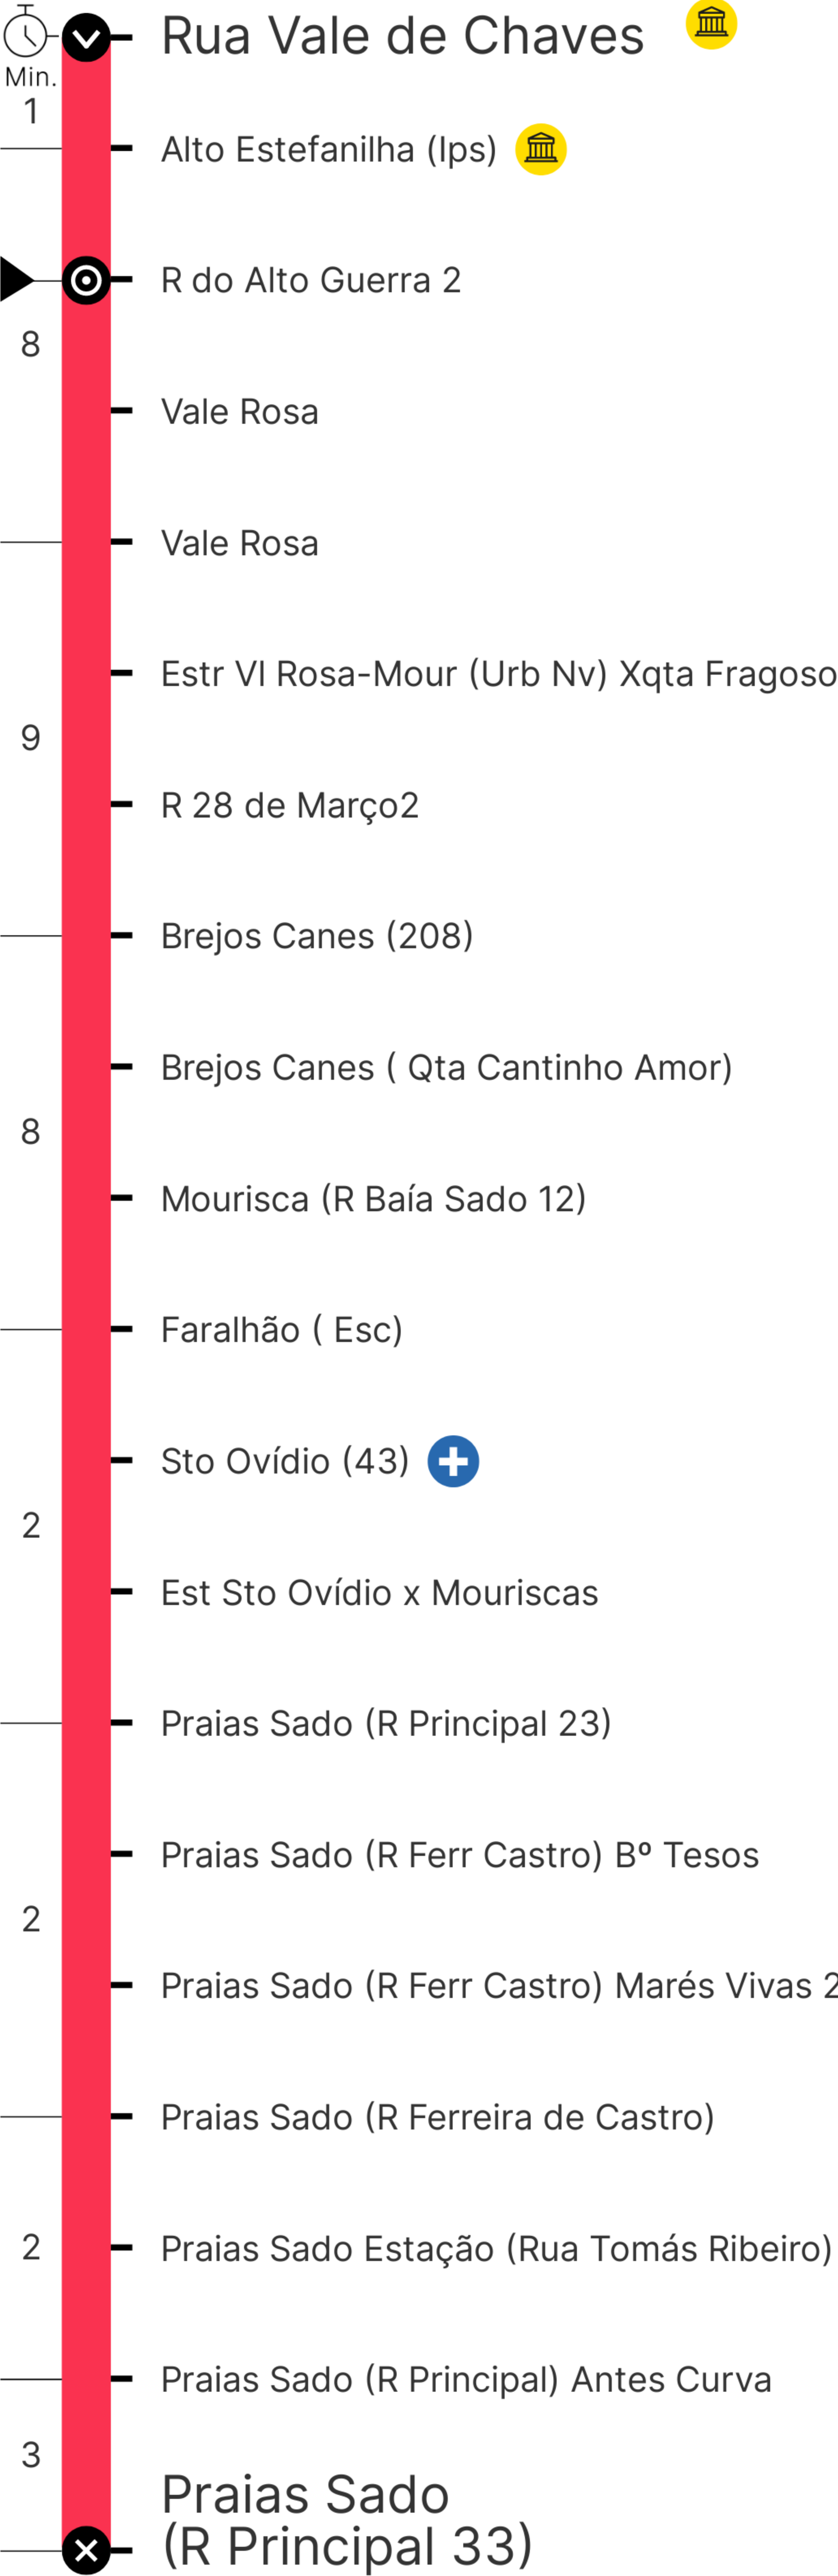 Rua Vale de Chaves
Min.
1
Alto Estefanilha (Ips)
R do Alto Guerra 2
8
Vale Rosa
Vale Rosa
Estr Vl Rosa-Mour (Urb Nv) Xqta Fragoso
9
R 28 de Março2
Brejos Canes (208)
Brejos Canes ( Qta Cantinho Amor)
8
Mourisca (R Baía Sado 12)
Faralhão ( Esc)
Sto Ovídio (43)
2
Est Sto Ovídio x Mouriscas
Praias Sado (R Principal 23)
Praias Sado (R Ferr Castro) Bº Tesos
2
Praias Sado (R Ferr Castro) Marés Vivas 2
Praias Sado (R Ferreira de Castro)
2
Praias Sado Estação (Rua Tomás Ribeiro)
Praias Sado (R Principal) Antes Curva
3
Praias Sado
(R Principal 33)